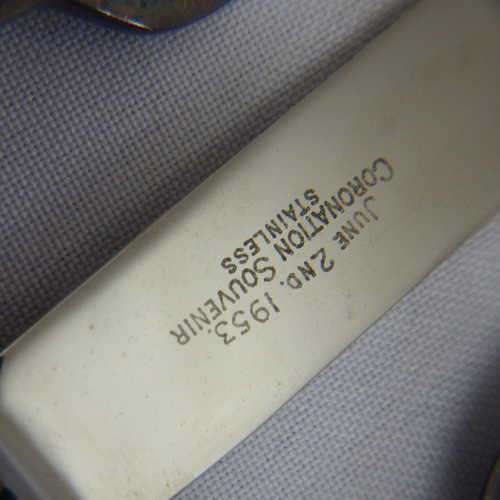 JUNE 2ND. 1953.
CORONATION SOUVENIR
STAINLESS